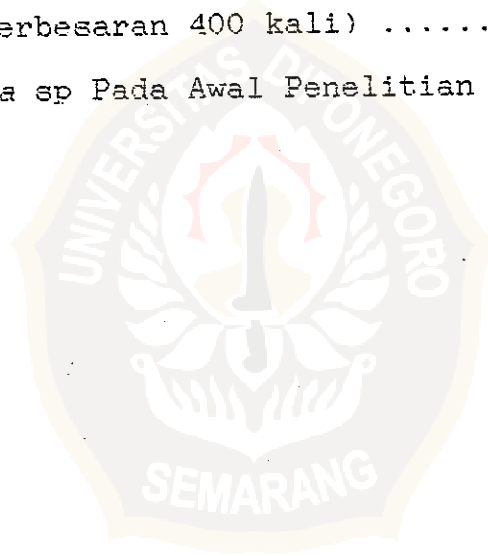 erbesaran 400 kali) ......
a sp Pada Awal Penelitian
UNIVERSITAS DIPONEGORO
SEMARANG